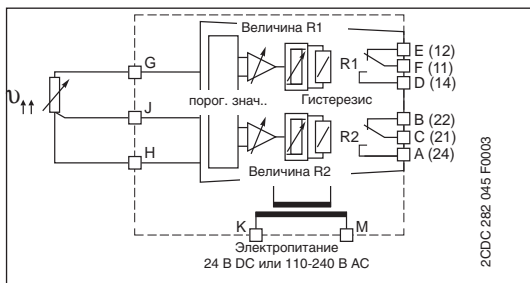 Величина R1
G
E (12)
R1
F (11)
D (14)
порог. знач..
Гистерезис
J
B (22)
R2
C (21)
A (24)
H
Величина R2
K
M
Электропитание
24 В DC или 110-240 В AC
2CDC 282 045 F0003
υ↑↑